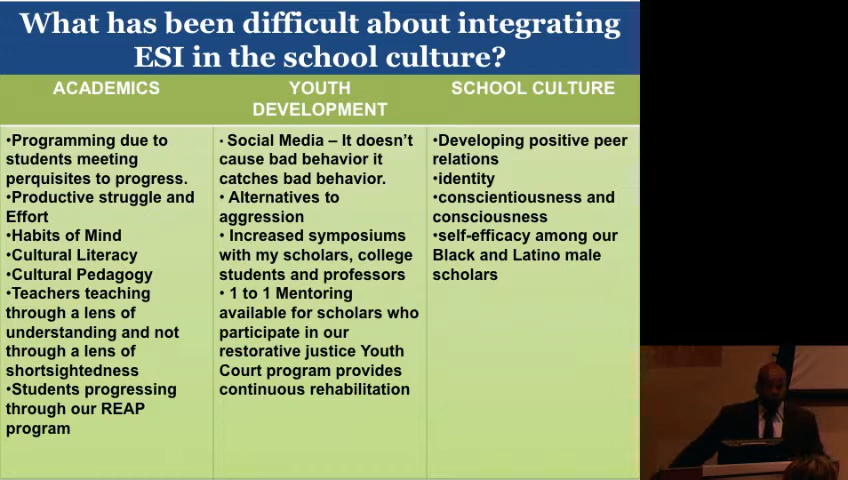 What has been difficult about integrating
ESI in the school culture?
ACADEMICS
•Programming due to
students meeting
perquisites to progress.
•Productive struggle and
Effort
•Habits of Mind
•Cultural Literacy
•Cultural Pedagogy
•Teachers teaching
through a lens of
understanding and not
through a lens of
shortsightedness
•Students progressing
through our REAP
program
YOUTH
DEVELOPMENT
• Social Media – It doesn't
cause bad behavior it
catches bad behavior.
• Alternatives to
aggression
• Increased symposiums
with my scholars, college
students and professors
• 1 to 1 Mentoring
available for scholars who
participate in our
restorative justice Youth
Court program provides
continuous rehabilitation
SCHOOL CULTURE
•Developing positive peer
relations
•identity
•conscientiousness and
consciousness
•self-efficacy among our
Black and Latino male
scholars